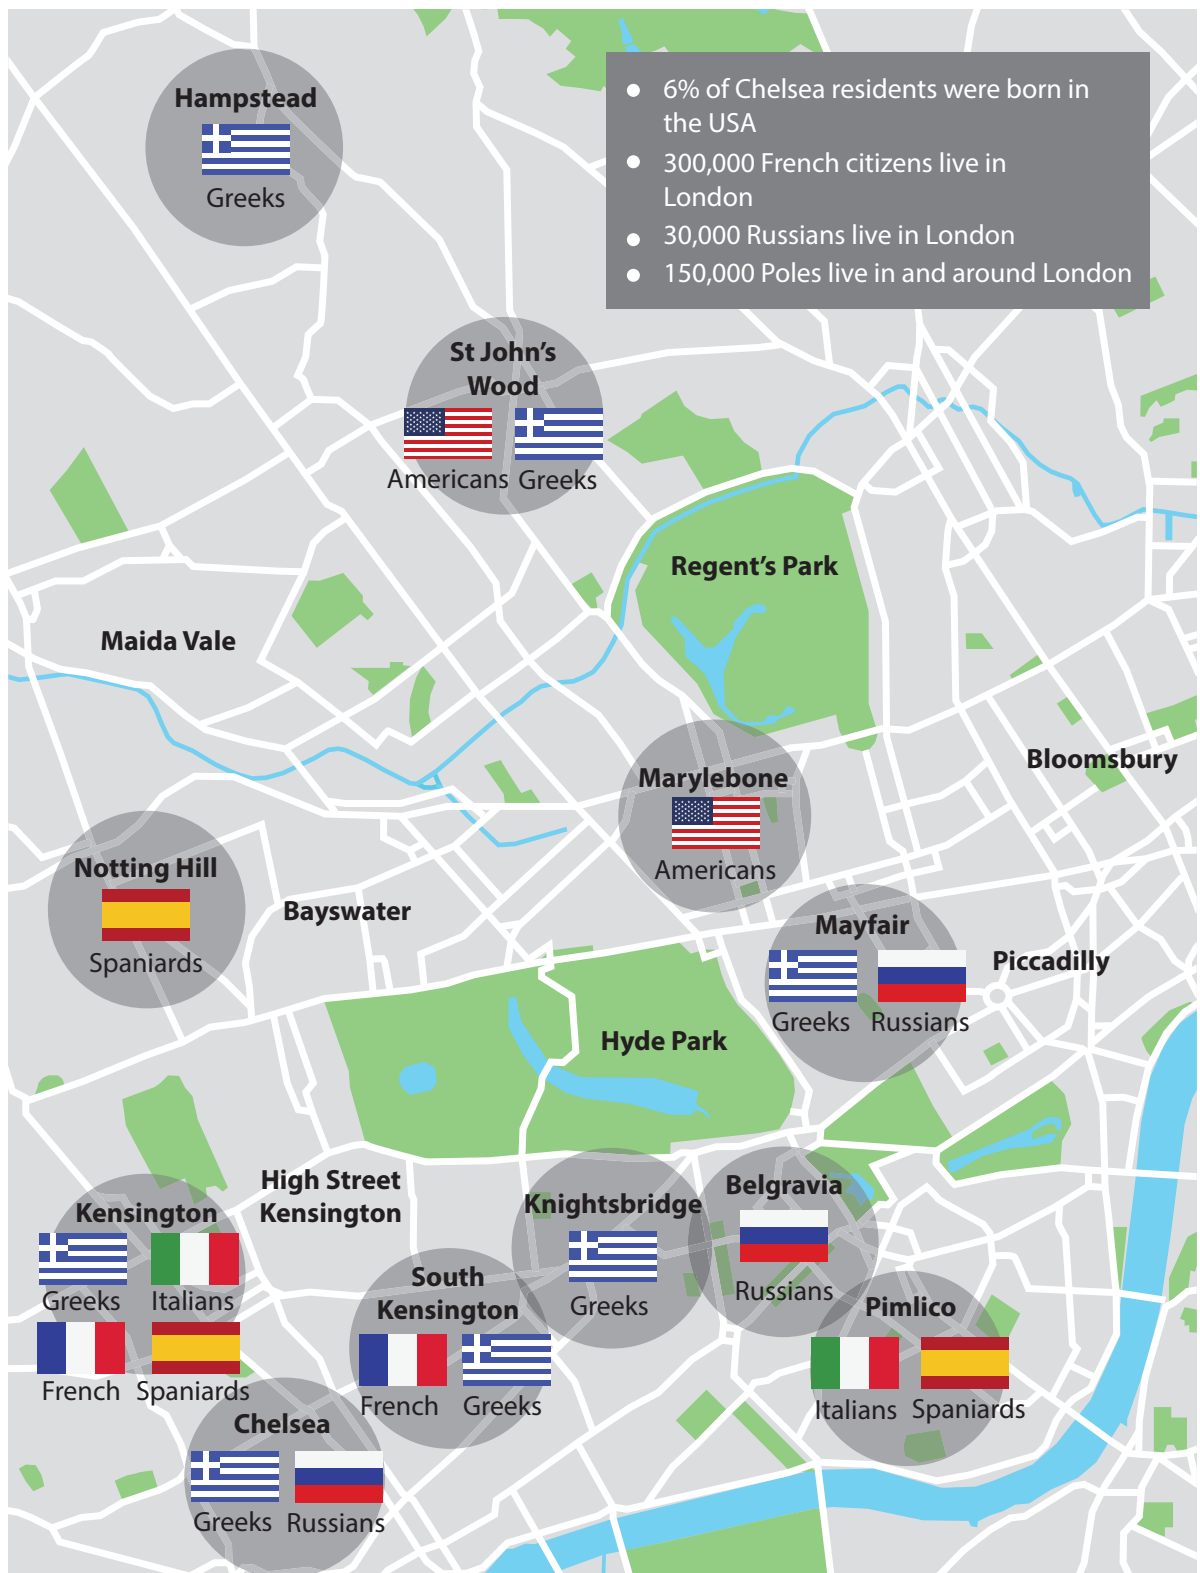 Hampstead
Greeks
• 6% of Chelsea residents were born in
the USA
• 300,000 French citizens live in
London
• 30,000 Russians live in London
• 150,000 Poles live in and around London
St John’s
Wood
Americans Greeks
Regent’s Park
Maida Vale
Bloomsbury
Marylebone
Americans
Notting Hill
Spaniards
Bayswater
Mayfair
Greeks Russians
Piccadilly
Hyde Park
High Street
Kensington
Kensington
Greeks Italians
French Spaniards
Knightsbridge
Greeks
Belgravia
Russians
South
Kensington
French Greeks
Pimlico
Italians Spaniards
Chelsea
Greeks Russians